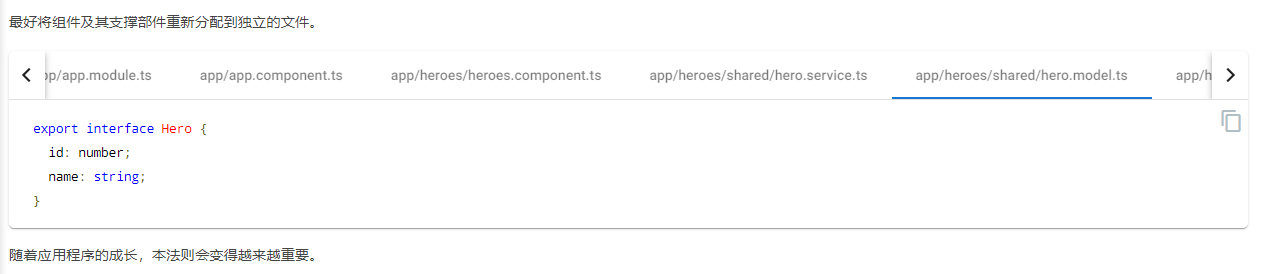 最好将组件及其支撑部件重新分配到独立的文件。
pp/app.module.ts app/app.component.ts app/heroes/heroes.component.ts app/heroes/shared/hero.service.ts app/heroes/shared/hero.model.ts app/h
export interface Hero {
  id: number;
  name: string;
}
随着应用程序的成长，本法则会变得越来越重要。